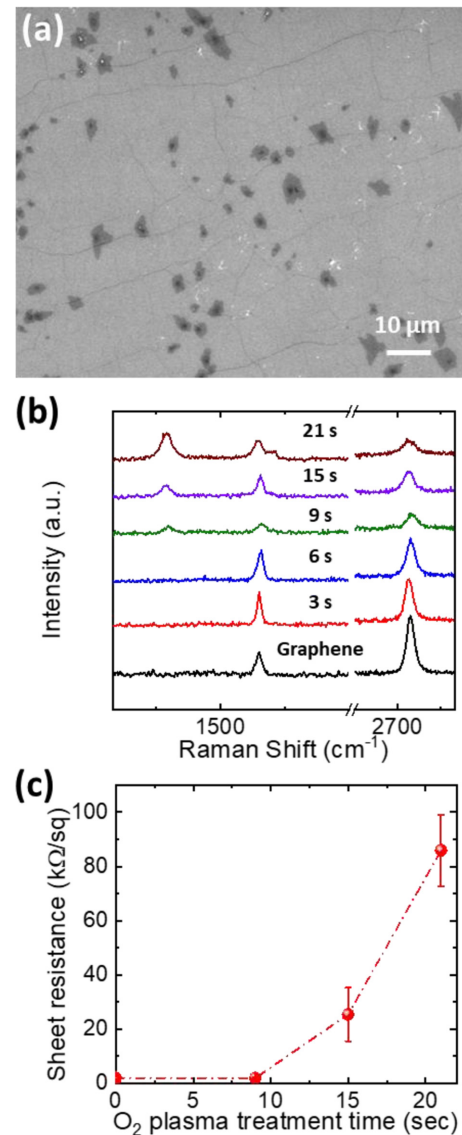 (a)
10 µm
(b)
21 s
15 s
9 s
6 s
3 s
Graphene
Intensity (a.u.)
1500
2700
Raman Shift (cm⁻¹)
(c)
100
80
60
40
20
0
Sheet resistance (kΩ/sq)
0
5
10
15
20
O₂ plasma treatment time (sec)